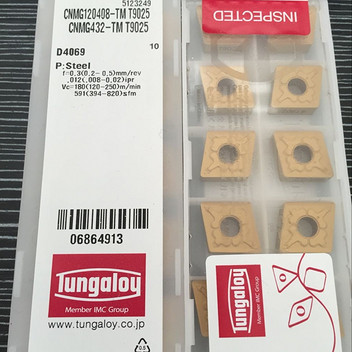 5123249
CNMG120408-TM T9025
CNMG432-TM T9025
D4069
10
P:Steel
f=0.3(0.2- 0.5)mm/rev
.012(.008-0.02)ipr
Vc=180(120-250)m/min
591(394-820)sfm
06864913
Tungaloy
Member IMC Group
www.tungaloy.co.jp
INSPECTED
Tungaloy
Member IMC Group